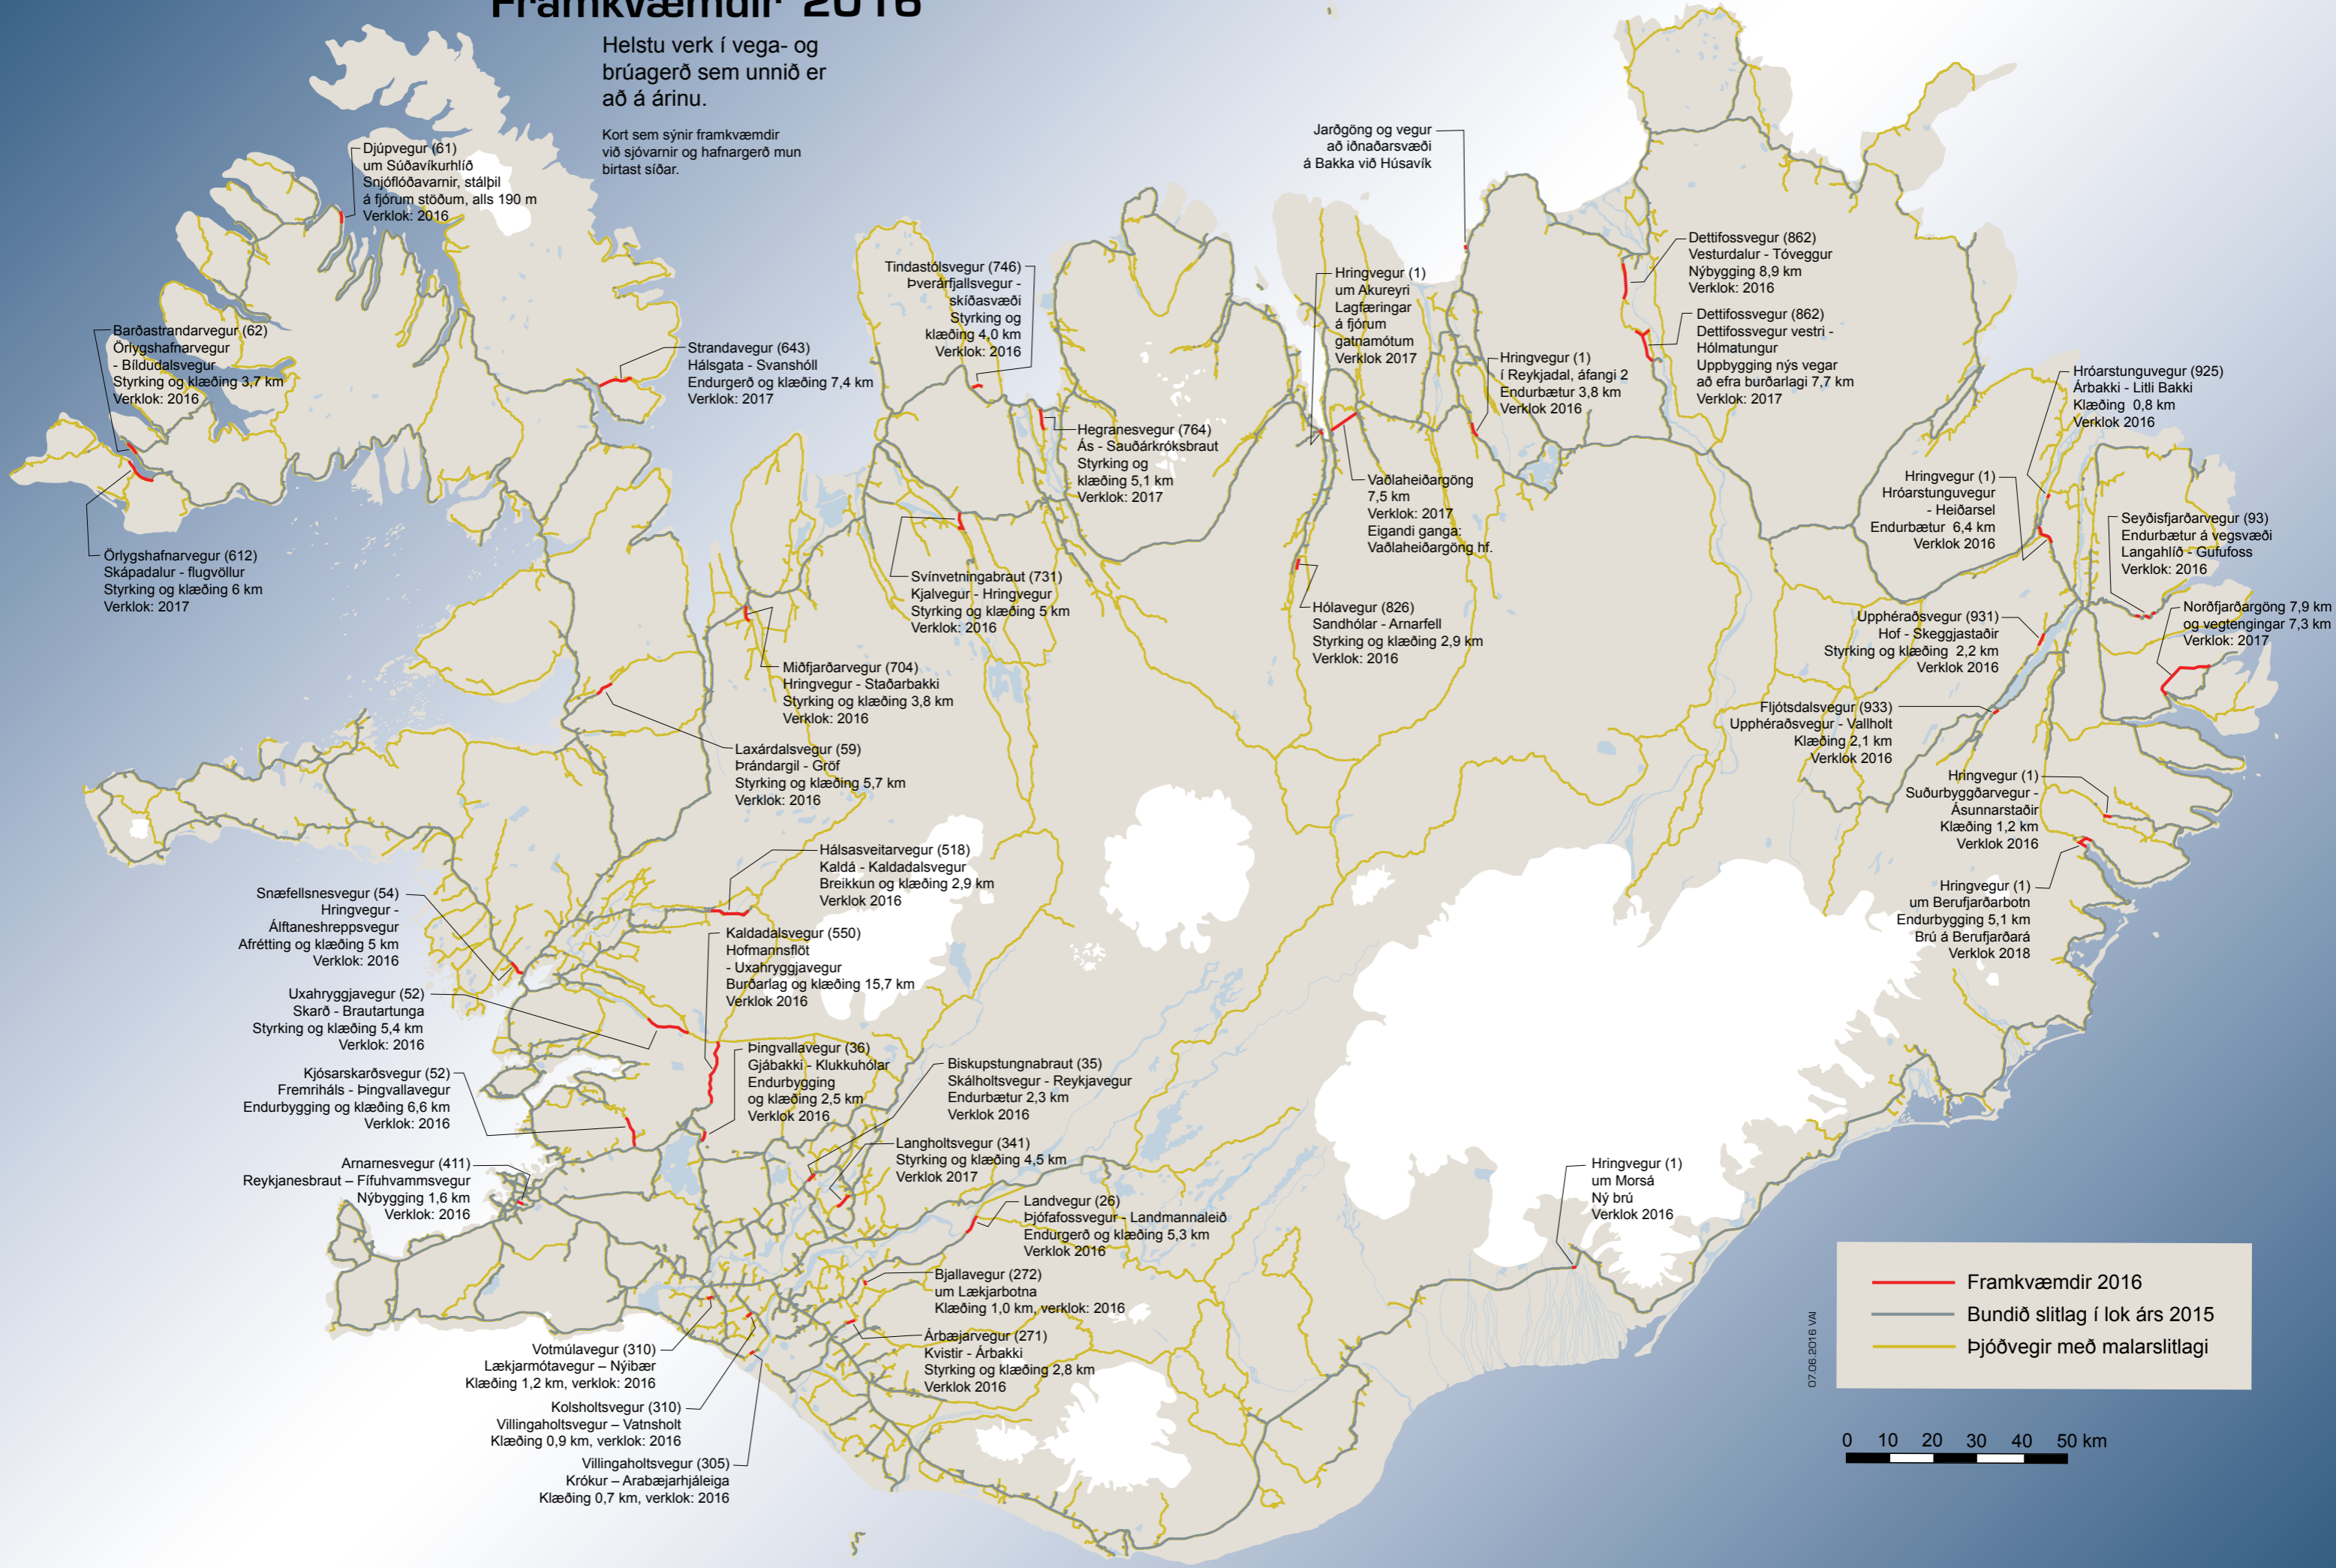 Framkvæmdir 2016
Helstu verk í vega- og
brúagerð sem unnið er
að á árinu.
Kort sem sýnir framkvæmdir
við sjóvarnir og hafnargerð mun
birtast síðar.
Djúpvegur (61)
um Súðavíkurhlíð
Snjóflóðavarnir, stálþil
á fjórum stöðum, alls 190 m
Verklok: 2016
Barðastrandarvegur (62)
Örlygshafnarvegur
- Bíldudalsvegur
Styrking og klæðing 3,7 km
Verklok: 2016
Örlygshafnarvegur (612)
Skápadalur - flugvöllur
Styrking og klæðing 6 km
Verklok: 2017
Strandavegur (643)
Hálsgata - Svanshóll
Endurgerð og klæðing 7,4 km
Verklok: 2017
Tindastólsvegur (746)
Þverárfjallsvegur -
skíðasvæði
Styrking og
klæðing 4,0 km
Verklok: 2016
Hegranesvegur (764)
Ás - Sauðárkróksbraut
Styrking og
klæðing 5,1 km
Verklok: 2017
Jarðgöng og vegur
að iðnaðarsvæði
á Bakka við Húsavík
Hringvegur (1)
um Akureyri
Lagfæringar
á fjórum
gatnamótum
Verklok 2017
Hringvegur (1)
í Reykjadal, áfangi 2
Endurbætur 3,8 km
Verklok 2016
Vaðlaheiðargöng
7,5 km
Verklok: 2017
Eigandi ganga:
Vaðlaheiðargöng hf.
Dettifossvegur (862)
Vesturdalur - Tóveggur
Nýbygging 8,9 km
Verklok: 2016
Dettifossvegur (862)
Dettifossvegur vestri -
Hólmatungur
Uppbygging nýs vegar
að efra burðarlagi 7,7 km
Verklok: 2017
Hróarstunguvegur (925)
Árbakki - Litli Bakki
Klæðing  0,8 km
Verklok 2016
Hringvegur (1)
Hróarstunguvegur
- Heiðarsel
Endurbætur  6,4 km
Verklok 2016
Seyðisfjarðarvegur (93)
Endurbætur á vegsvæði
Langahlíð - Gufufoss
Verklok: 2016
Norðfjarðargöng 7,9 km
og vegtengingar 7,3 km
Verklok: 2017
Upphéraðsvegur (931)
Hof - Skeggjastaðir
Styrking og klæðing  2,2 km
Verklok 2016
Fljótsdalsvegur (933)
Upphéraðsvegur - Vallholt
Klæðing 2,1 km
Verklok 2016
Hringvegur (1)
Suðurbyggðarvegur -
Ásunnarstaðir
Klæðing 1,2 km
Verklok 2016
Hringvegur (1)
um Berufjarðarbotn
Endurbygging 5,1 km
Brú á Berufjarðará
Verklok 2018
Svínvetningabraut (731)
Kjalvegur - Hringvegur
Styrking og klæðing 5 km
Verklok: 2016
Hólavegur (826)
Sandhólar - Arnarfell
Styrking og klæðing 2,9 km
Verklok: 2016
Miðfjarðarvegur (704)
Hringvegur - Staðarbakki
Styrking og klæðing 3,8 km
Verklok: 2016
Laxárdalsvegur (59)
Þrándargil - Gröf
Styrking og klæðing 5,7 km
Verklok: 2016
Hálsasveitarvegur (518)
Kaldá - Kaldadalsvegur
Breikkun og klæðing 2,9 km
Verklok 2016
Snæfellsnesvegur (54)
Hringvegur -
Álftaneshreppsvegur
Afrétting og klæðing 5 km
Verklok: 2016
Kaldadalsvegur (550)
Hofmannsflöt
- Uxahryggjavegur
Burðarlag og klæðing 15,7 km
Verklok 2016
Uxahryggjavegur (52)
Skarð - Brautartunga
Styrking og klæðing 5,4 km
Verklok: 2016
Kjósarskarðsvegur (52)
Fremriháls - Þingvallavegur
Endurbygging og klæðing 6,6 km
Verklok: 2016
Þingvallavegur (36)
Gjábakki - Klukkuhólar
Endurbygging
og klæðing 2,5 km
Verklok 2016
Biskupstungnabraut (35)
Skálholtsvegur - Reykjavegur
Endurbætur 2,3 km
Verklok 2016
Langholtsvegur (341)
Styrking og klæðing 4,5 km
Verklok 2017
Arnarnesvegur (411)
Reykjanesbraut – Fífuhvammsvegur
Nýbygging 1,6 km
Verklok: 2016
Landvegur (26)
Þjófafossvegur - Landmannaleið
Endurgerð og klæðing 5,3 km
Verklok 2016
Hringvegur (1)
um Morsá
Ný brú
Verklok 2016
Bjallavegur (272)
um Lækjarbotna
Klæðing 1,0 km, verklok: 2016
Árbæjarvegur (271)
Kvistir - Árbakki
Styrking og klæðing 2,8 km
Verklok 2016
Votmúlavegur (310)
Lækjarmótavegur – Nýibær
Klæðing 1,2 km, verklok: 2016
Kolsholtsvegur (310)
Villingaholtsvegur – Vatnsholt
Klæðing 0,9 km, verklok: 2016
Villingaholtsvegur (305)
Krókur – Arabæjarhjáleiga
Klæðing 0,7 km, verklok: 2016
07.06.2016 VAI
Framkvæmdir 2016
Bundið slitlag í lok árs 2015
Þjóðvegir með malarslitlagi
0 10 20 30 40 50 km